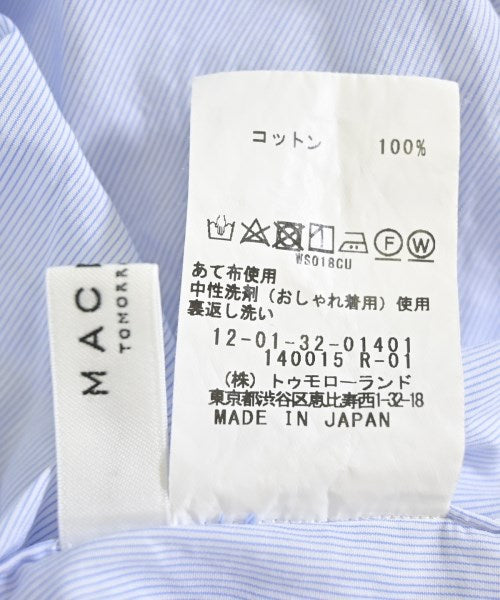 コットン 100%
F W
WS018CU
あて布使用
中性洗剤（おしゃれ着用）使用
裏返し洗い
12-01-32-01401
140015 R-01
（株）トゥモローランド
東京都渋谷区恵比寿西1-32-18
MADE IN JAPAN